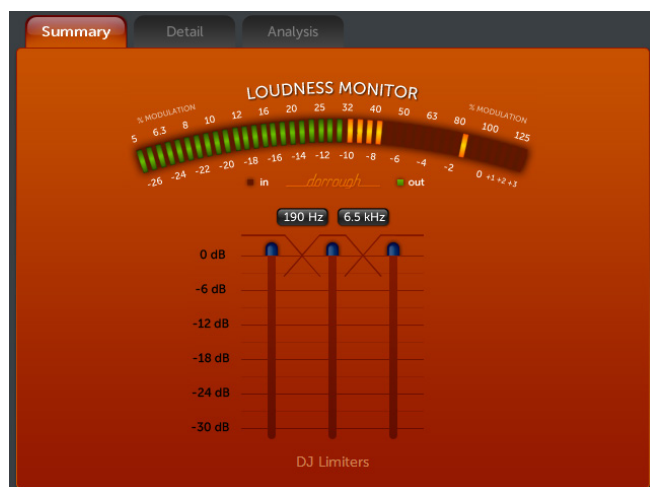 Summary Detail Analysis
LOUDNESS MONITOR
% MODULATION % MODULATION
5 6.3 8 10 12 16 20 25 32 40 50 63 80 100 125
-26 -24 -22 -20 -18 -16 -14 -12 -10 -8 -6 -4 -2 0 +1 +2 +3
in dorrough out
190 Hz 6.5 kHz
0 dB
-6 dB
-12 dB
-18 dB
-24 dB
-30 dB
DJ Limiters